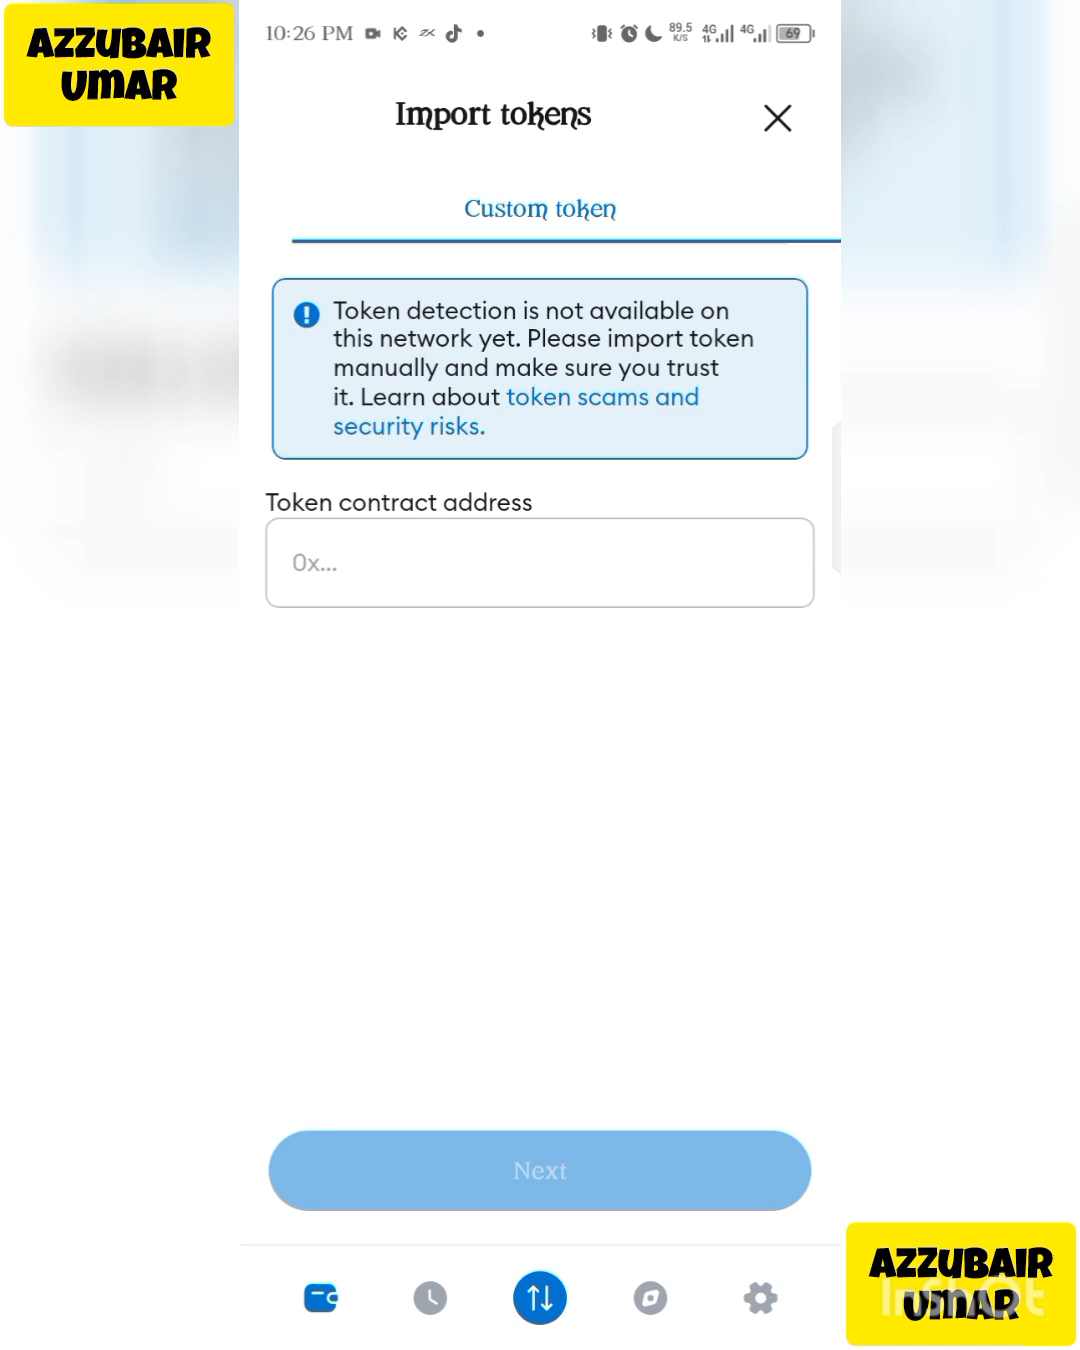 AZZUBAIR
UMAR
10:26 PM
89.5
K/S
4G
4G
69
Import tokens
Custom token
Token detection is not available on
this network yet. Please import token
manually and make sure you trust
it. Learn about token scams and
security risks.
Token contract address
0x...
Next
AZZUBAIR
UMAR
InShOt